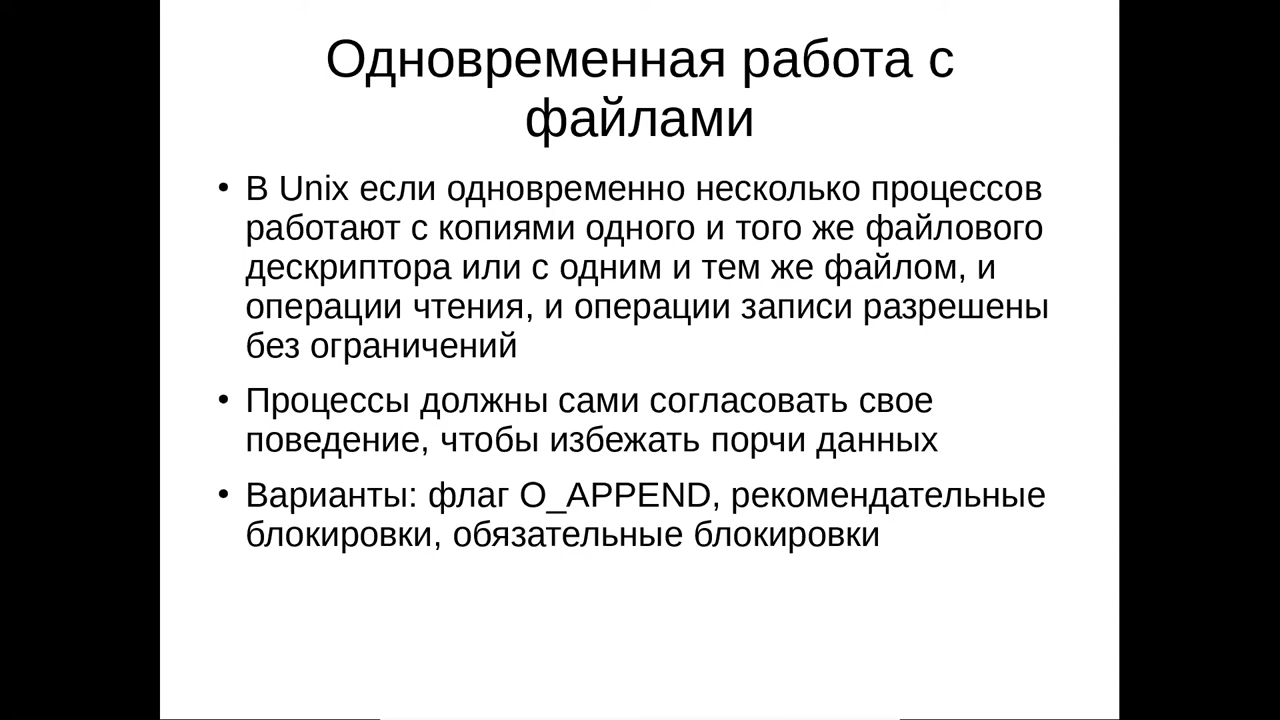 Одновременная работа с
файлами
• В Unix если одновременно несколько процессов
работают с копиями одного и того же файлового
дескриптора или с одним и тем же файлом, и
операции чтения, и операции записи разрешены
без ограничений
• Процессы должны сами согласовать свое
поведение, чтобы избежать порчи данных
• Варианты: флаг O_APPEND, рекомендательные
блокировки, обязательные блокировки